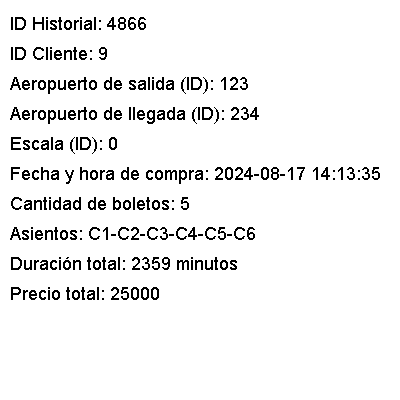 ID Historial: 4866
ID Cliente: 9
Aeropuerto de salida (ID): 123
Aeropuerto de llegada (ID): 234
Escala (ID): 0
Fecha y hora de compra: 2024-08-17 14:13:35
Cantidad de boletos: 5
Asientos: C1-C2-C3-C4-C5-C6
Duración total: 2359 minutos
Precio total: 25000